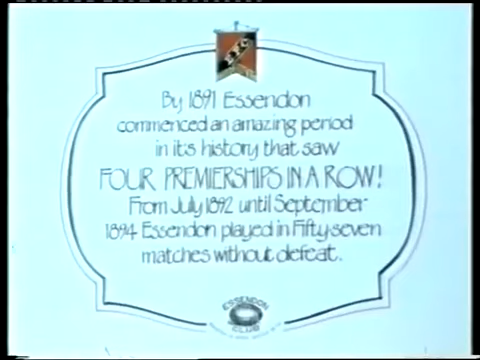 By 1891 Essendon
commenced an amazing period
in its history that saw
FOUR PREMIERSHIPS IN A ROW!
From July 1892 until September
1894 Essendon played in Fifty-seven
matches without defeat.
ESSENDON
CLUB